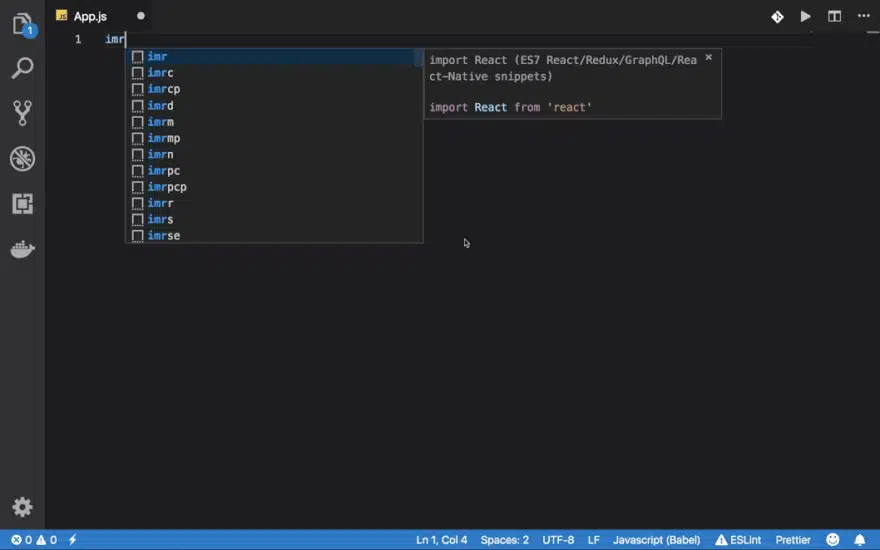 1
JS App.js
1 imr
imr
imrc
imrcp
imrd
imrm
imrmp
imrn
imrpc
imrpcp
imrr
imrs
imrse
import React (ES7 React/Redux/GraphQL/Rea
ct-Native snippets)
import React from 'react'
0 0 Ln 1, Col 4 Spaces: 2 UTF-8 LF Javascript (Babel) ESLint Prettier